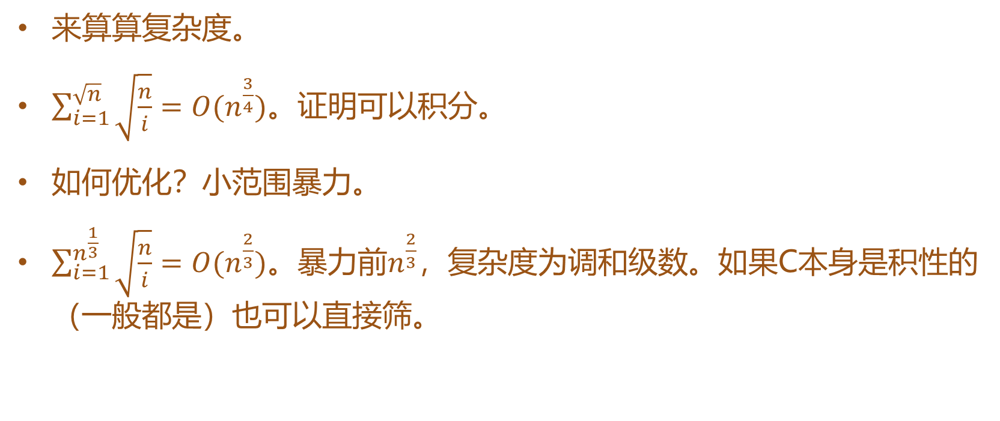 • 来算算复杂度。
• $\sum_{i=1}^{\sqrt{n}} \sqrt{\frac{n}{i}} = O(n^{\frac{3}{4}})$。证明可以积分。
• 如何优化？小范围暴力。
• $\sum_{i=1}^{n^{\frac{1}{3}}} \sqrt{\frac{n}{i}} = O(n^{\frac{2}{3}})$。暴力前$n^{\frac{2}{3}}$，复杂度为调和级数。如果C本身是积性的
（一般都是）也可以直接筛。